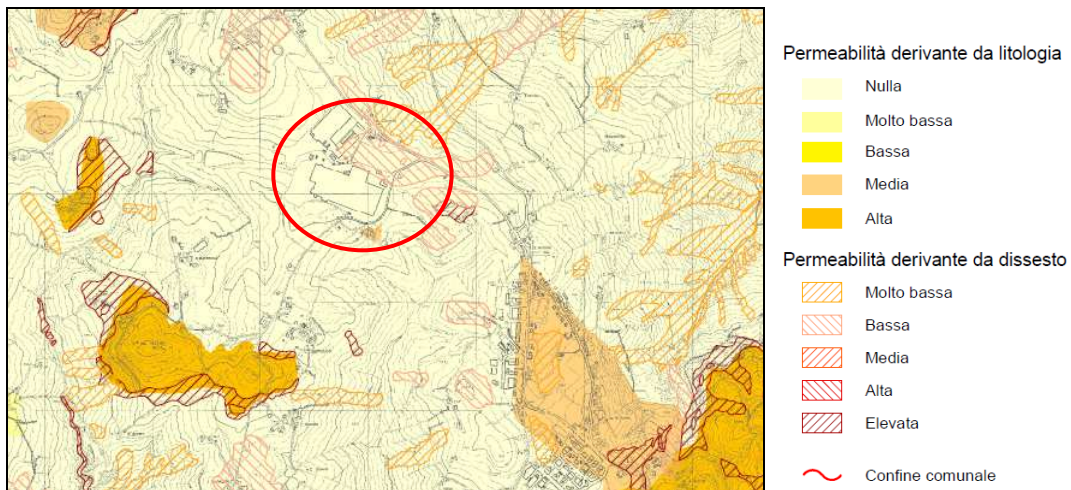 Permeabilità derivante da litologia
Nulla
Molto bassa
Bassa
Media
Alta
Permeabilità derivante da dissesto
Molto bassa
Bassa
Media
Alta
Elevata
Confine comunale